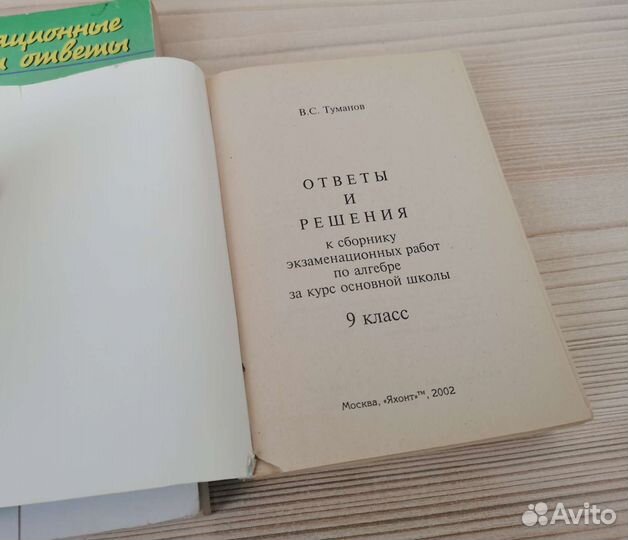 ационные
ответы
В.С. Туманов
ОТВЕТЫ
И
РЕШЕНИЯ
к сборнику
экзаменационных работ
по алгебре
за курс основной школы
9 класс
Москва, «Яхонт»™, 2002
Avito